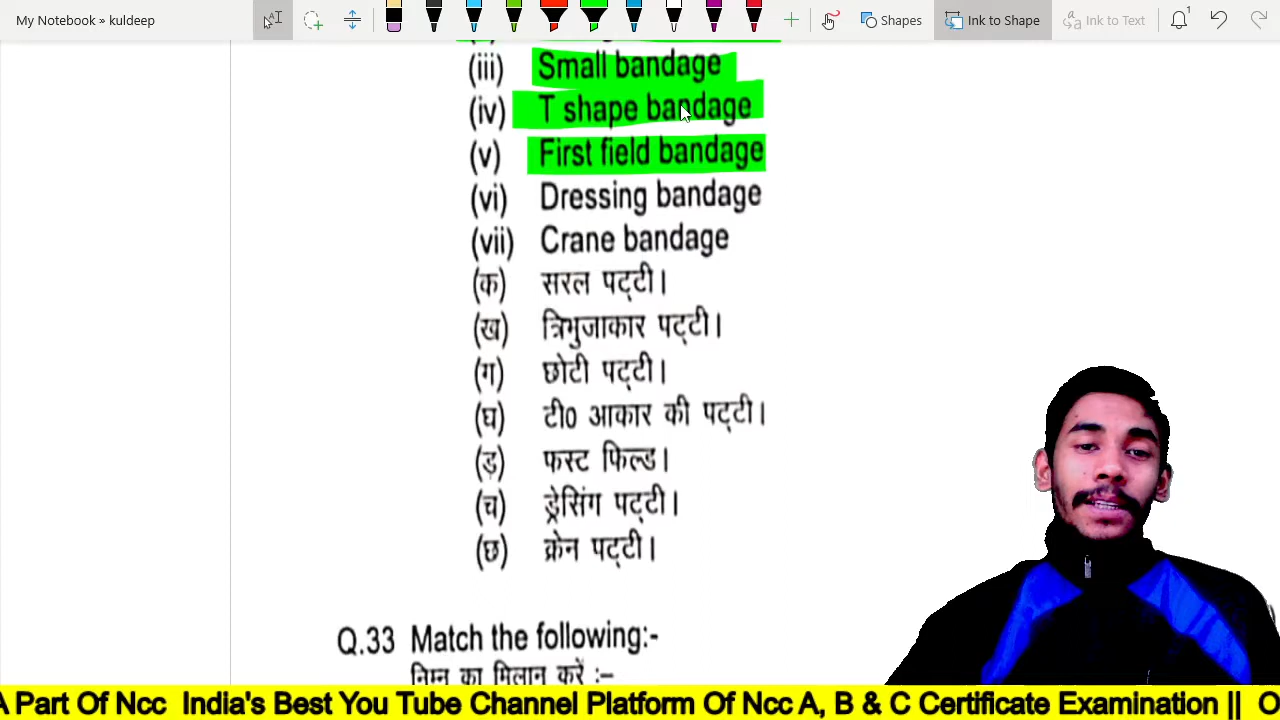 My Notebook » kuldeep
Shapes
Ink to Shape
Ink to Text
(iii) Small bandage
(iv) T shape bandage
(v) First field bandage
(vi) Dressing bandage
(vii) Crane bandage
(क) सरल पट्टी।
(ख) त्रिभुजाकार पट्टी।
(ग) छोटी पट्टी।
(घ) टी0 आकार की पट्टी।
(ड़) फस्ट फिल्ड।
(च) ड्रेसिंग पट्टी।
(छ) क्रेन पट्टी।
Q.33 Match the following:-
निम्न का मिलान करें :–
A Part Of Ncc India's Best You Tube Channel Platform Of Ncc A, B & C Certificate Examination || O